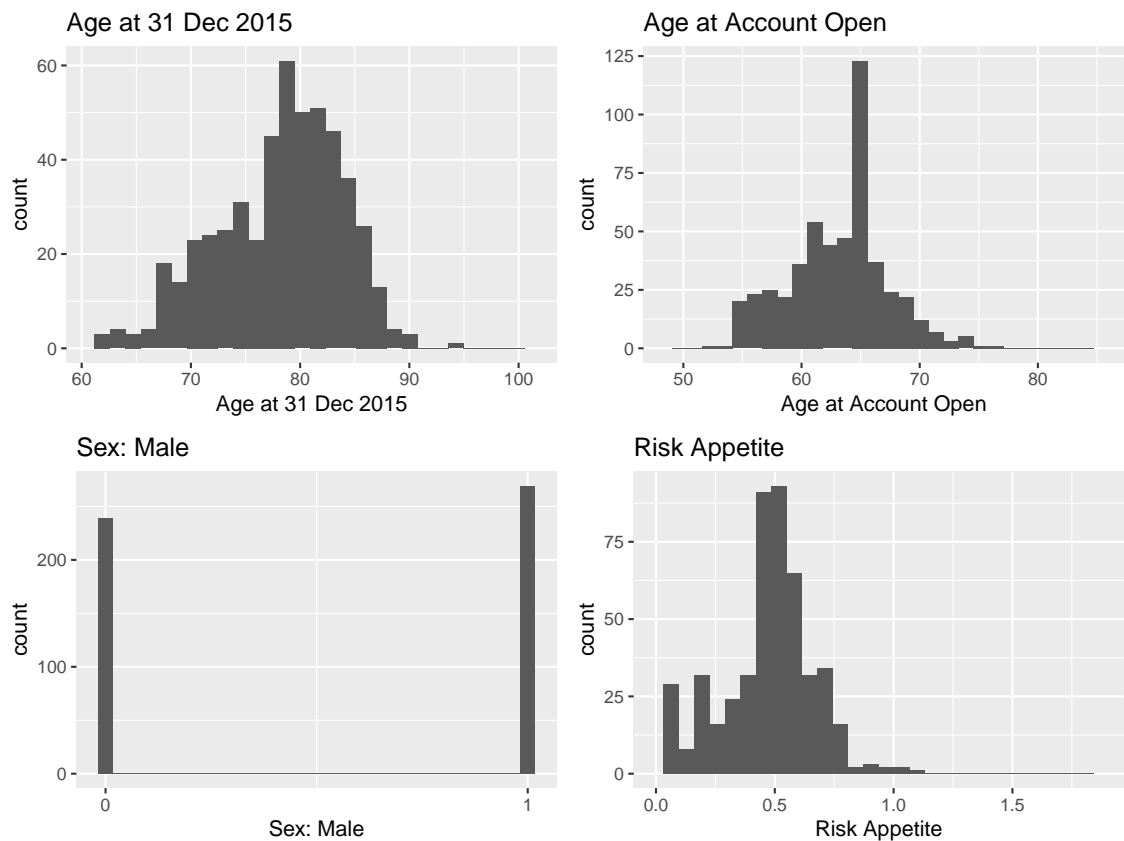 Age at 31 Dec 2015
60
40
20
0
count
60 70 80 90 100
Age at 31 Dec 2015
Age at Account Open
125
100
75
50
25
0
count
50 60 70 80
Age at Account Open
Sex: Male
200
100
0
count
0 1
Sex: Male
Risk Appetite
75
50
25
0
count
0.0 0.5 1.0 1.5
Risk Appetite